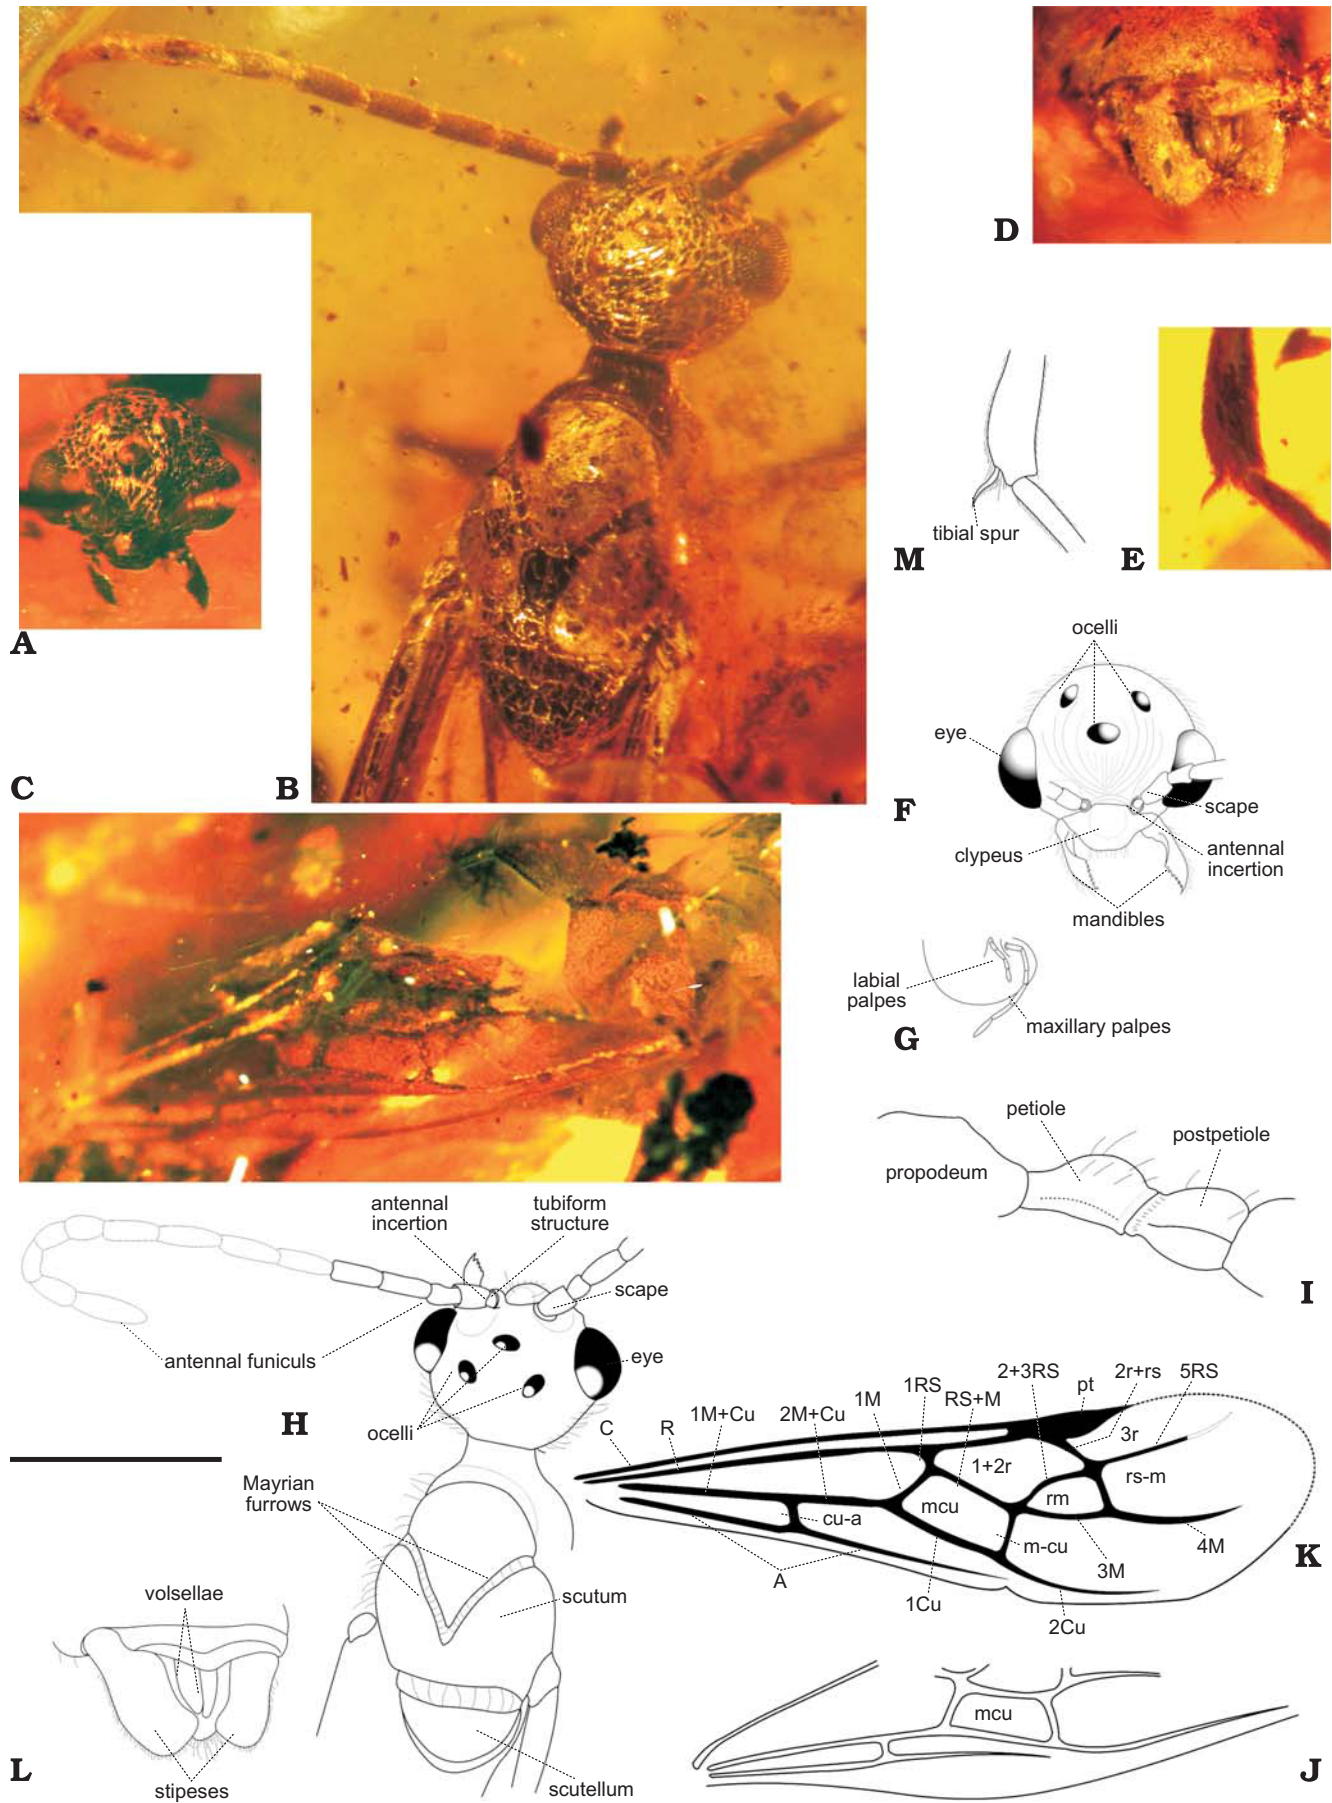 D
A
M
tibial spur
E
C
B
ocelli
eye
scape
F
clypeus
antennal
incertion
mandibles
labial
palpes
maxillary palpes
G
petiole
postpetiole
propodeum
I
antennal
incertion
tubiform
structure
scape
antennal funiculs
eye
ocelli
H
Mayrian
furrows
scutum
scutellum
volsellae
stipeses
L
C
R
1M+Cu
2M+Cu
1M
1RS
RS+M
2+3RS
pt
2r+rs
5RS
3r
1+2r
rs-m
rm
mcu
cu-a
m-cu
3M
4M
A
1Cu
2Cu
K
mcu
J